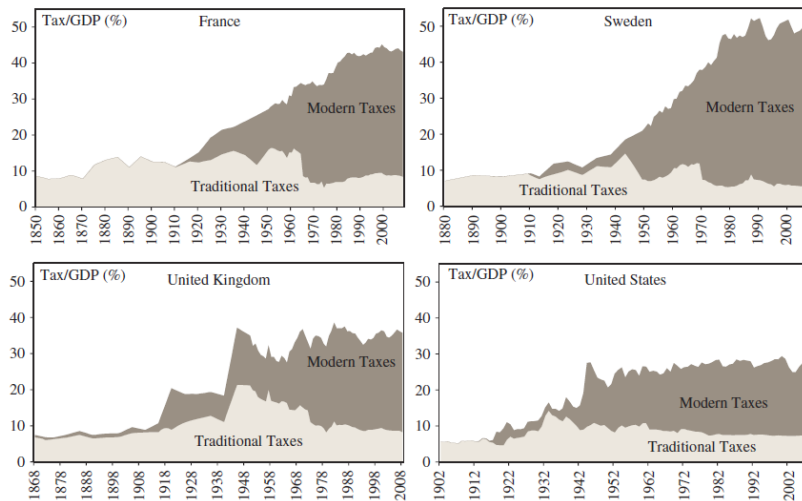 Tax/GDP (%) France
50
40
30
20
10
0
Modern Taxes
Traditional Taxes
1850 1860 1870 1880 1890 1900 1910 1920 1930 1940 1950 1960 1970 1980 1990 2000
Tax/GDP (%) Sweden
50
40
30
20
10
0
Modern Taxes
Traditional Taxes
1880 1890 1900 1910 1920 1930 1940 1950 1960 1970 1980 1990 2000
Tax/GDP (%) United Kingdom
50
40
30
20
10
0
Modern Taxes
Traditional Taxes
1868 1878 1888 1898 1908 1918 1928 1938 1948 1958 1968 1978 1988 1998 2008
Tax/GDP (%) United States
50
40
30
20
10
0
Modern Taxes
Traditional Taxes
1902 1912 1922 1932 1942 1952 1962 1972 1982 1992 2002